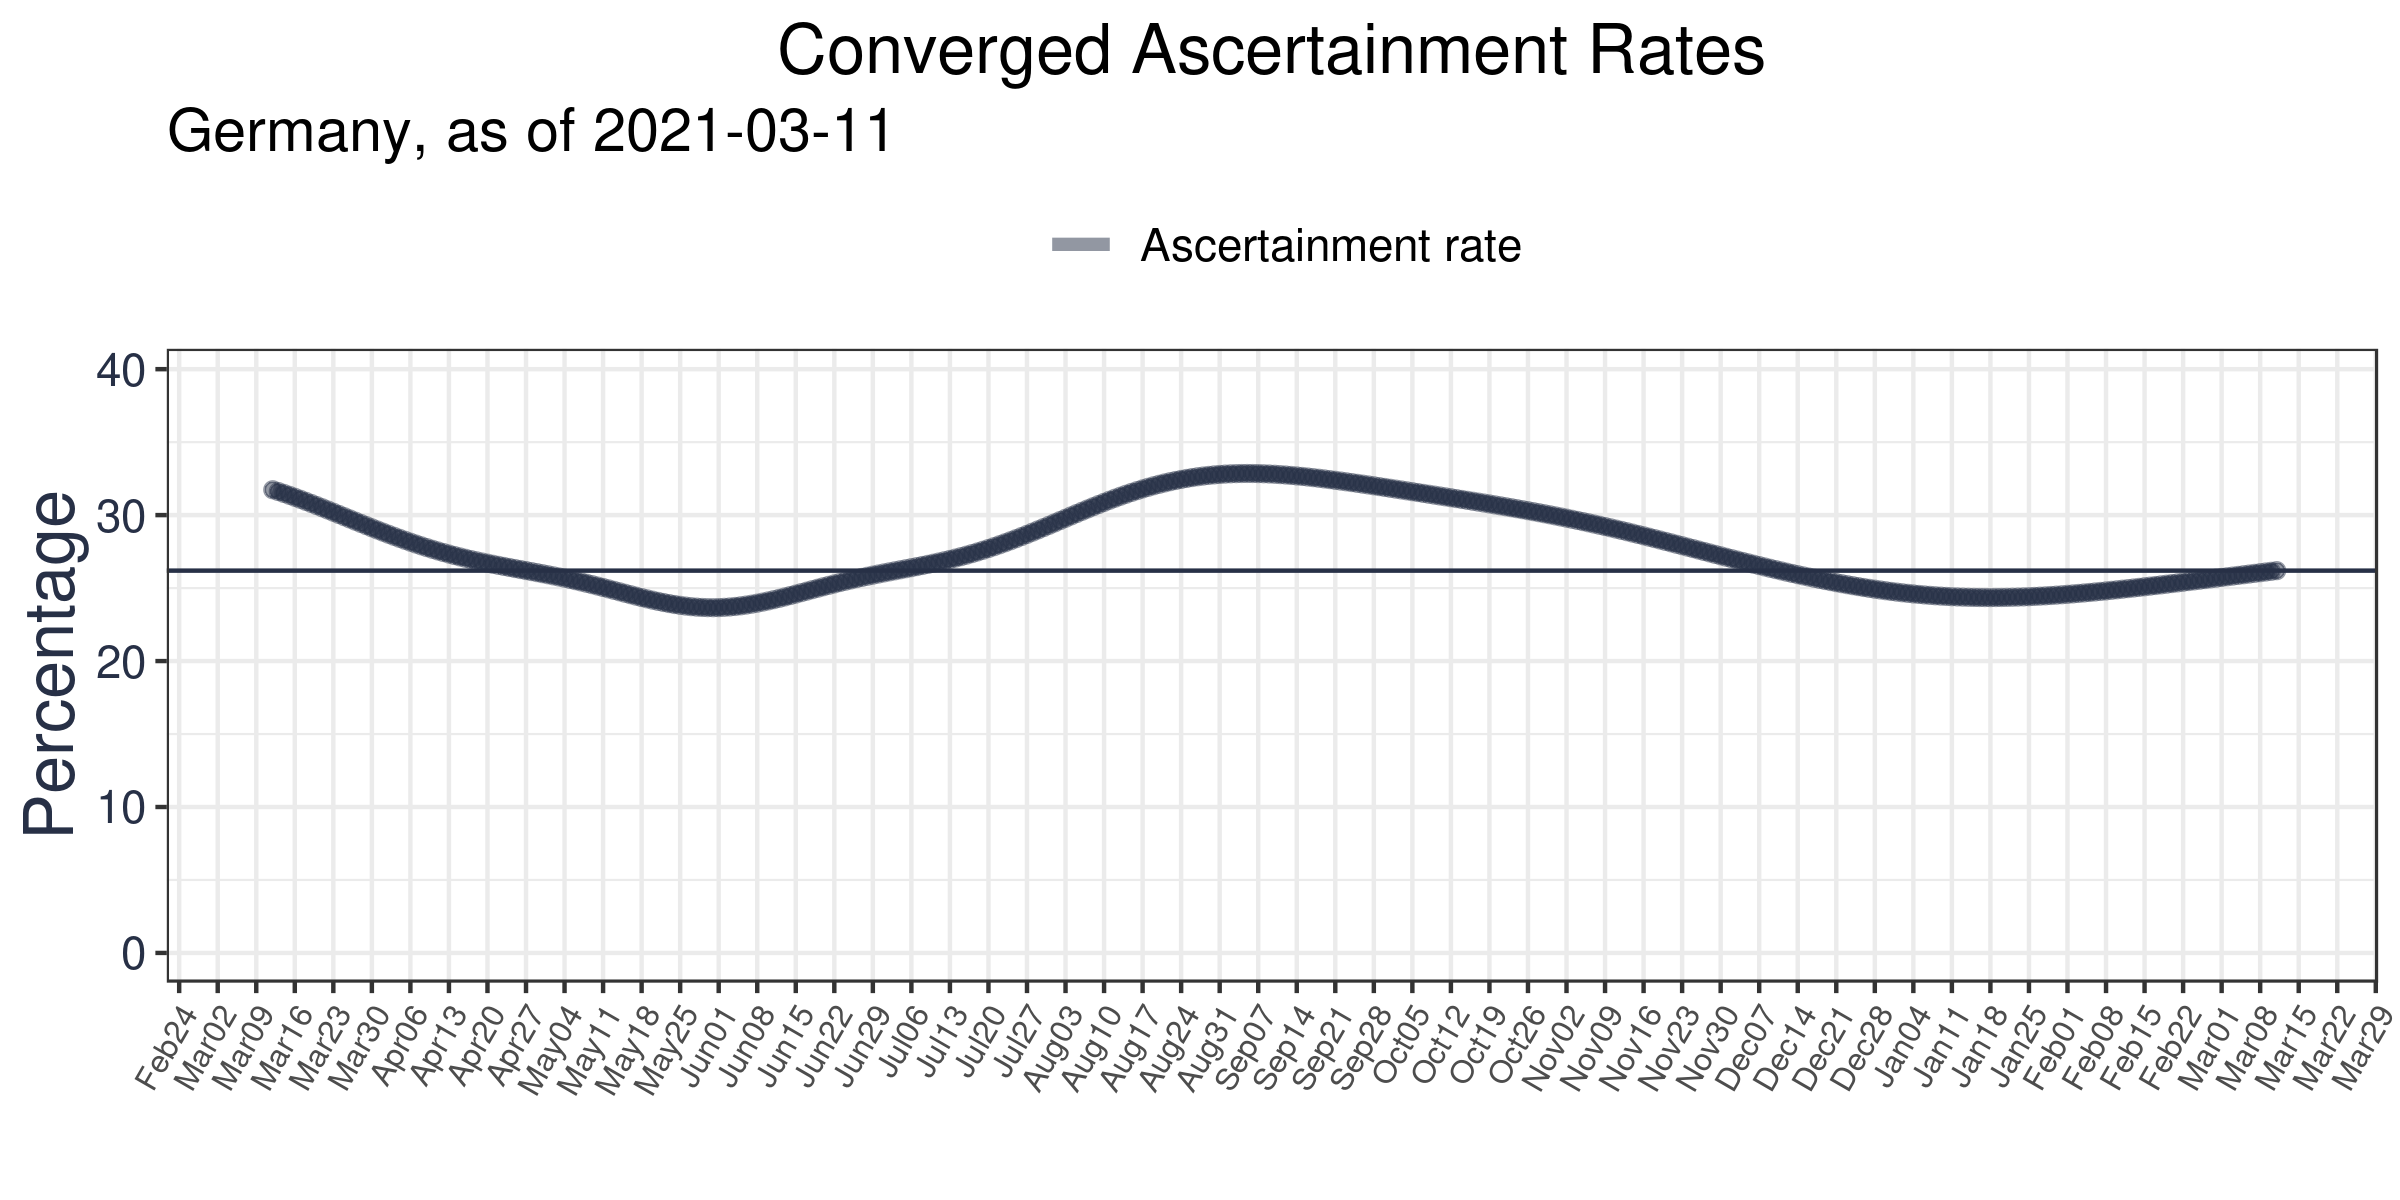 Converged Ascertainment Rates
Germany, as of 2021-03-11
Ascertainment rate
Percentage
40
30
20
10
0
Feb24
Mar02
Mar09
Mar16
Mar23
Mar30
Apr06
Apr13
Apr20
Apr27
May04
May11
May18
May25
Jun01
Jun08
Jun15
Jun22
Jun29
Jul06
Jul13
Jul20
Jul27
Aug03
Aug10
Aug17
Aug24
Aug31
Sep07
Sep14
Sep21
Sep28
Oct05
Oct12
Oct19
Oct26
Nov02
Nov09
Nov16
Nov23
Nov30
Dec07
Dec14
Dec21
Dec28
Jan04
Jan11
Jan18
Jan25
Feb01
Feb08
Feb15
Feb22
Mar01
Mar08
Mar15
Mar22
Mar29